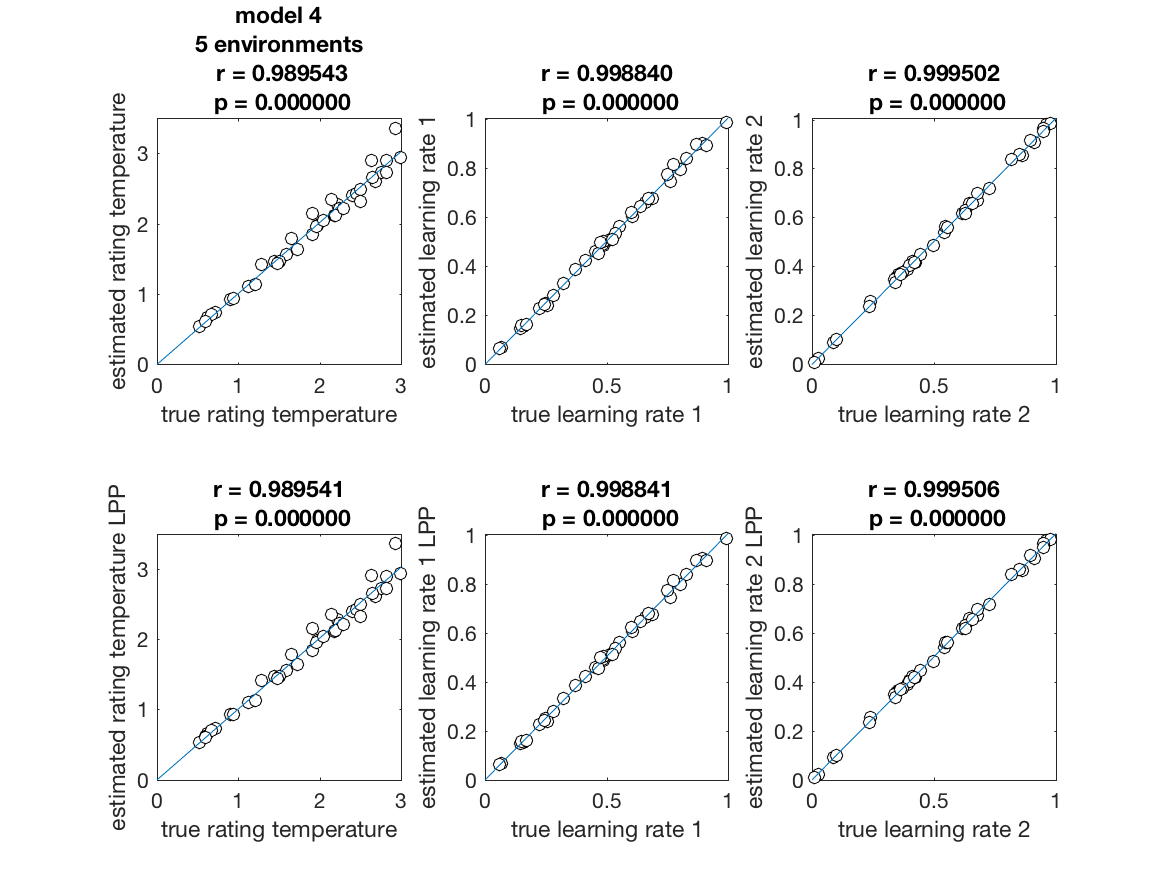 model 4
5 environments
r = 0.989543
p = 0.000000
estimated rating temperature
3
2
1
0
0 1 2 3
true rating temperature
r = 0.998840
p = 0.000000
estimated learning rate 1
1
0.8
0.6
0.4
0.2
0
0 0.5 1
true learning rate 1
r = 0.999502
p = 0.000000
estimated learning rate 2
1
0.8
0.6
0.4
0.2
0
0 0.5 1
true learning rate 2
r = 0.989541
p = 0.000000
estimated rating temperature LPP
3
2
1
0
0 1 2 3
true rating temperature
r = 0.998841
p = 0.000000
estimated learning rate 1 LPP
1
0.8
0.6
0.4
0.2
0
0 0.5 1
true learning rate 1
r = 0.999506
p = 0.000000
estimated learning rate 2 LPP
1
0.8
0.6
0.4
0.2
0
0 0.5 1
true learning rate 2